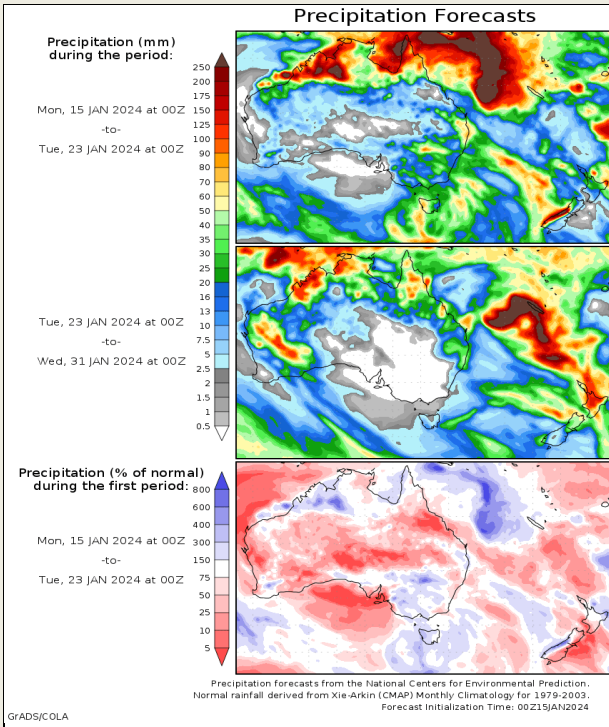 Precipitation Forecasts
Precipitation (mm)
during the period:
Mon, 15 JAN 2024 at 00Z
-to-
Tue, 23 JAN 2024 at 00Z
250
200
175
150
125
100
90
80
70
60
50
40
35
30
25
20
16
13
10
7.5
5
2.5
2
1.5
1
0.5
Tue, 23 JAN 2024 at 00Z
-to-
Wed, 31 JAN 2024 at 00Z
Precipitation (% of normal)
during the first period:
Mon, 15 JAN 2024 at 00Z
-to-
Tue, 23 JAN 2024 at 00Z
800
600
400
300
150
75
50
25
10
5
Precipitation forecasts from the National Centers for Environmental Prediction.
Normal rainfall derived from Xie-Arkin (CMAP) Monthly Climatology for 1979-2003.
Forecast Initialization Time: 00Z15JAN2024
GrADS/COLA